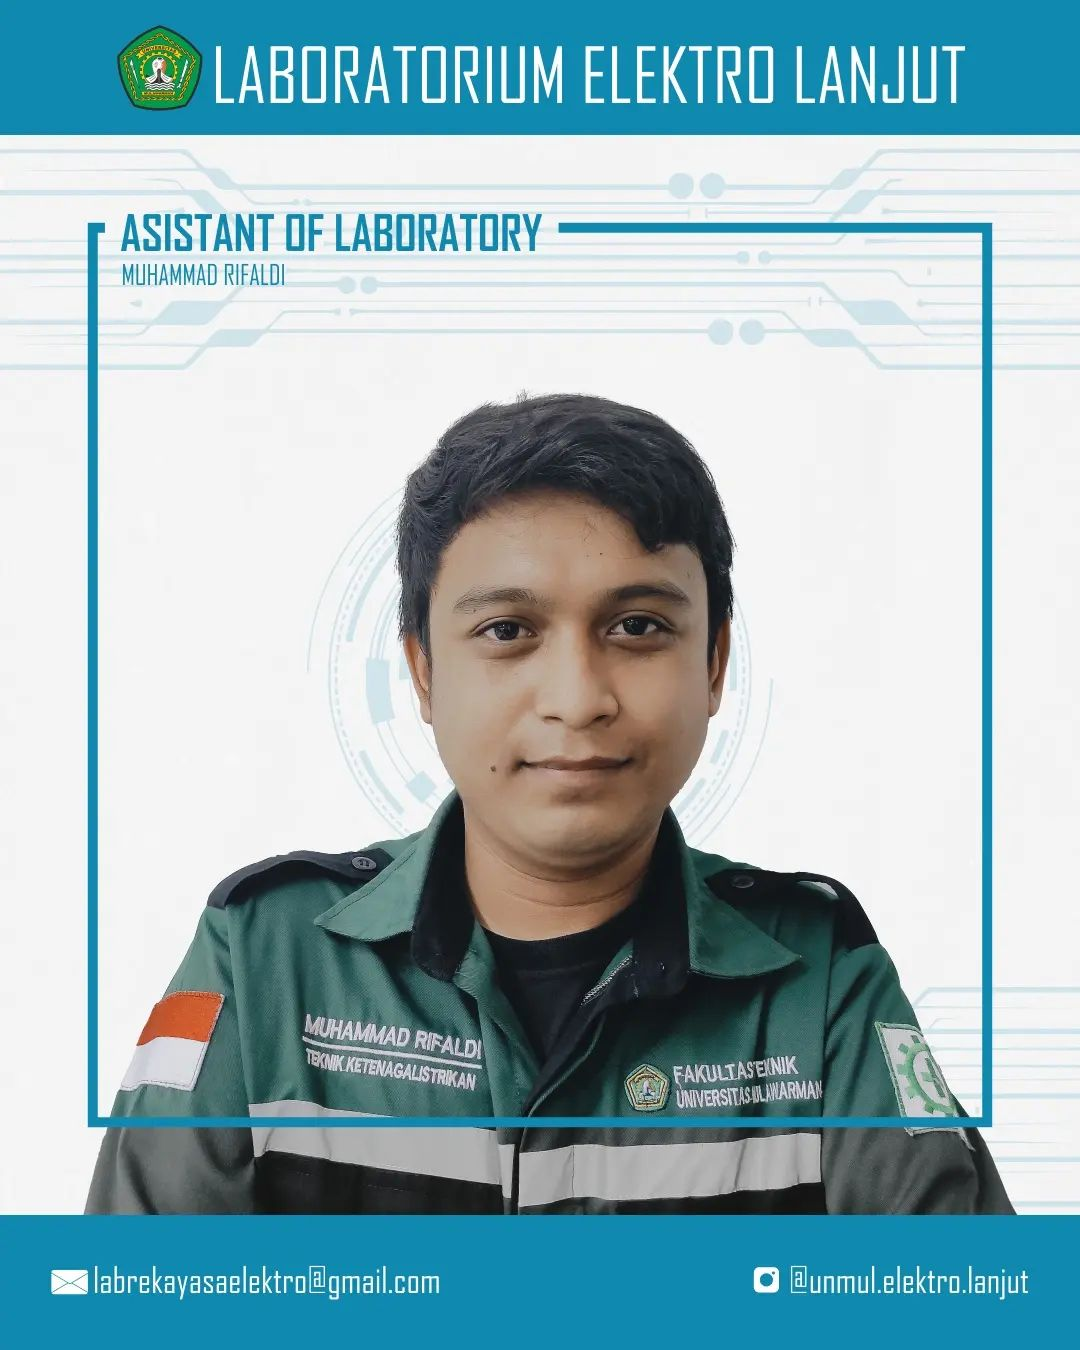 LABORATORIUM ELEKTRO LANJUT
ASISTANT OF LABORATORY
MUHAMMAD RIFALDI
MUHAMMAD RIFALDI
TEKNIK KETENAGALISTRIKAN
FAKULTAS TEKNIK
UNIVERSITAS MULAWARMAN
labrekayasaelektro@gmail.com
@unmul.elektro.lanjut